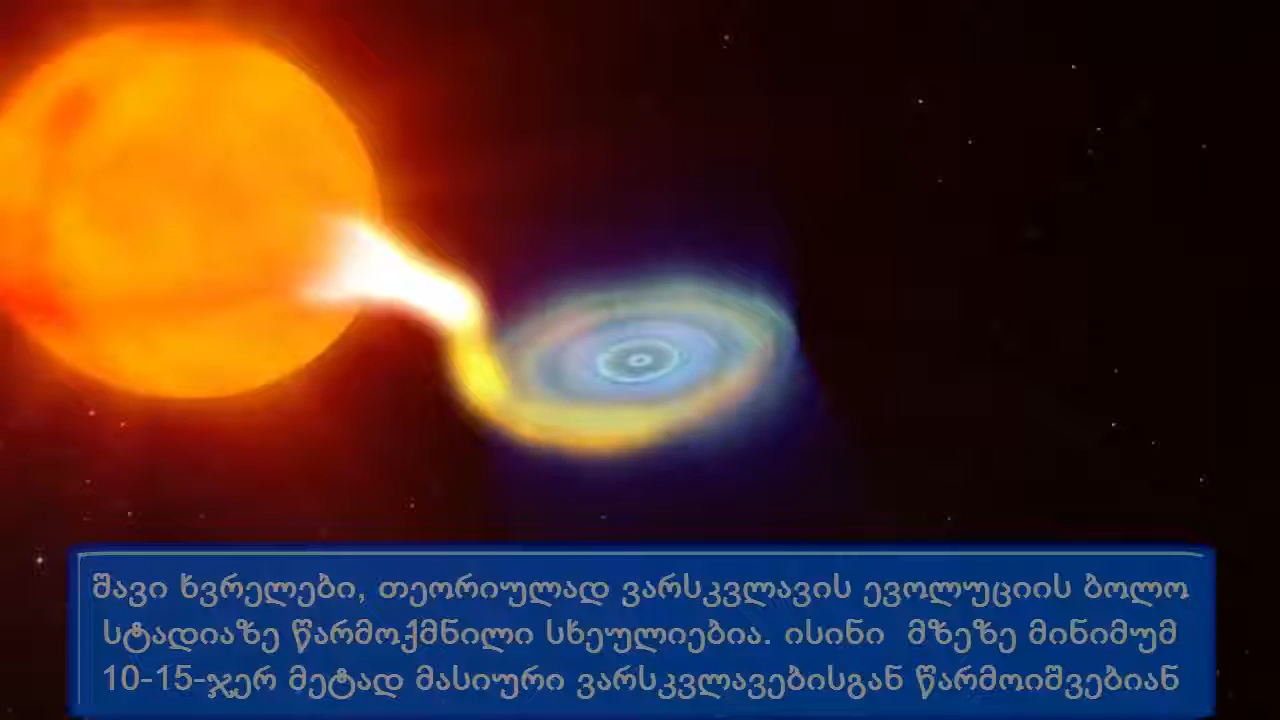 შავი ხვრელები, თეორიულად ვარსკვლავის ევოლუციის ბოლო
სტადიაზე წარმოქმნილი სხეულიებია. ისინი მზეზე მინიმუმ
10-15-ჯერ მეტად მასიური ვარსკვლავებისგან წარმოიშვებიან